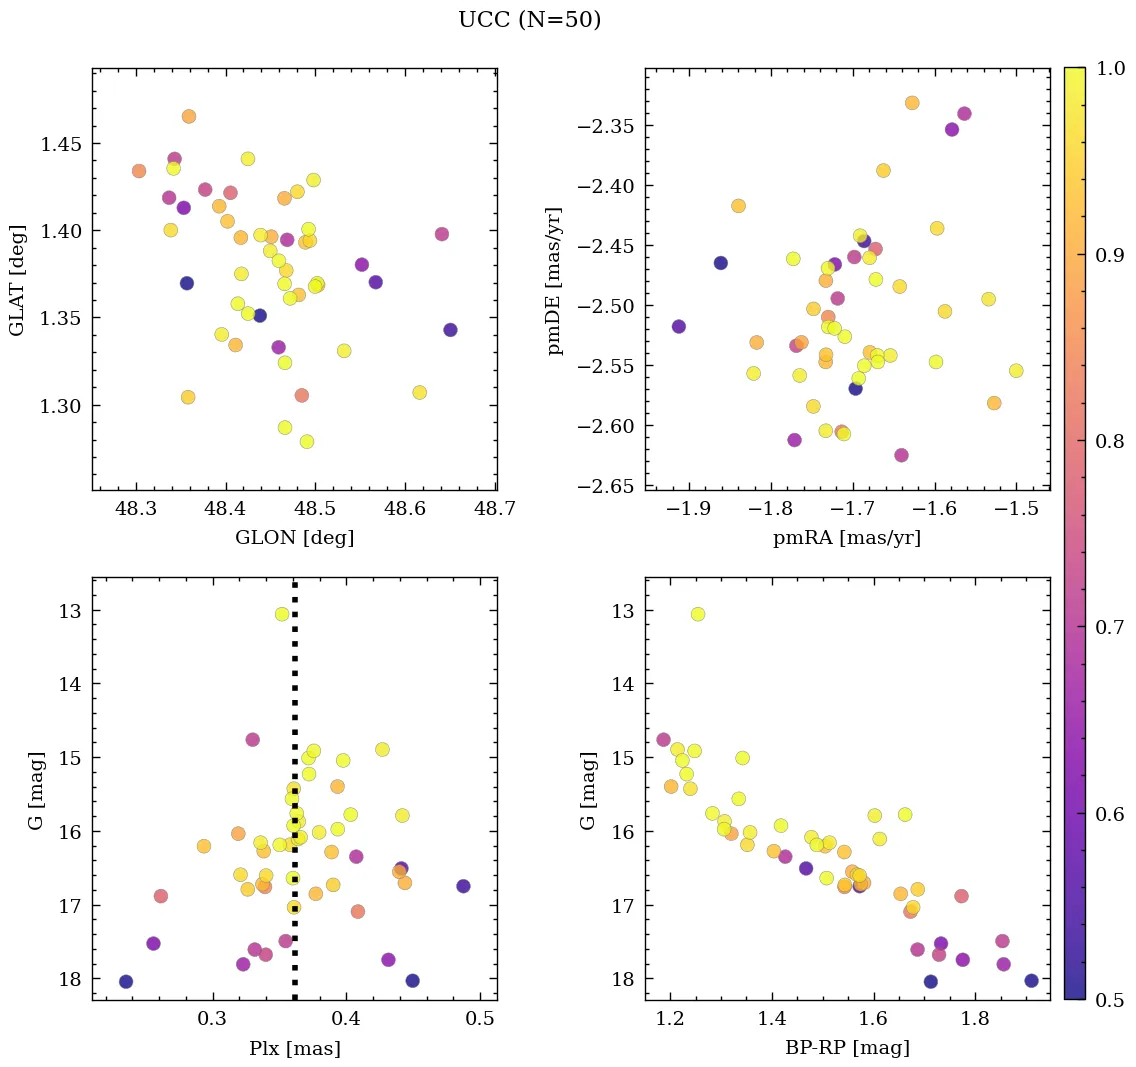 UCC (N=50)
1.45
1.40
1.35
1.30
GLAT [deg]
48.3 48.4 48.5 48.6 48.7
GLON [deg]
−2.35
−2.40
−2.45
−2.50
−2.55
−2.60
−2.65
pmDE [mas/yr]
−1.9 −1.8 −1.7 −1.6 −1.5
pmRA [mas/yr]
13
14
15
16
17
18
G [mag]
0.3 0.4 0.5
Plx [mas]
13
14
15
16
17
18
G [mag]
1.2 1.4 1.6 1.8
BP-RP [mag]
1.0
0.9
0.8
0.7
0.6
0.5